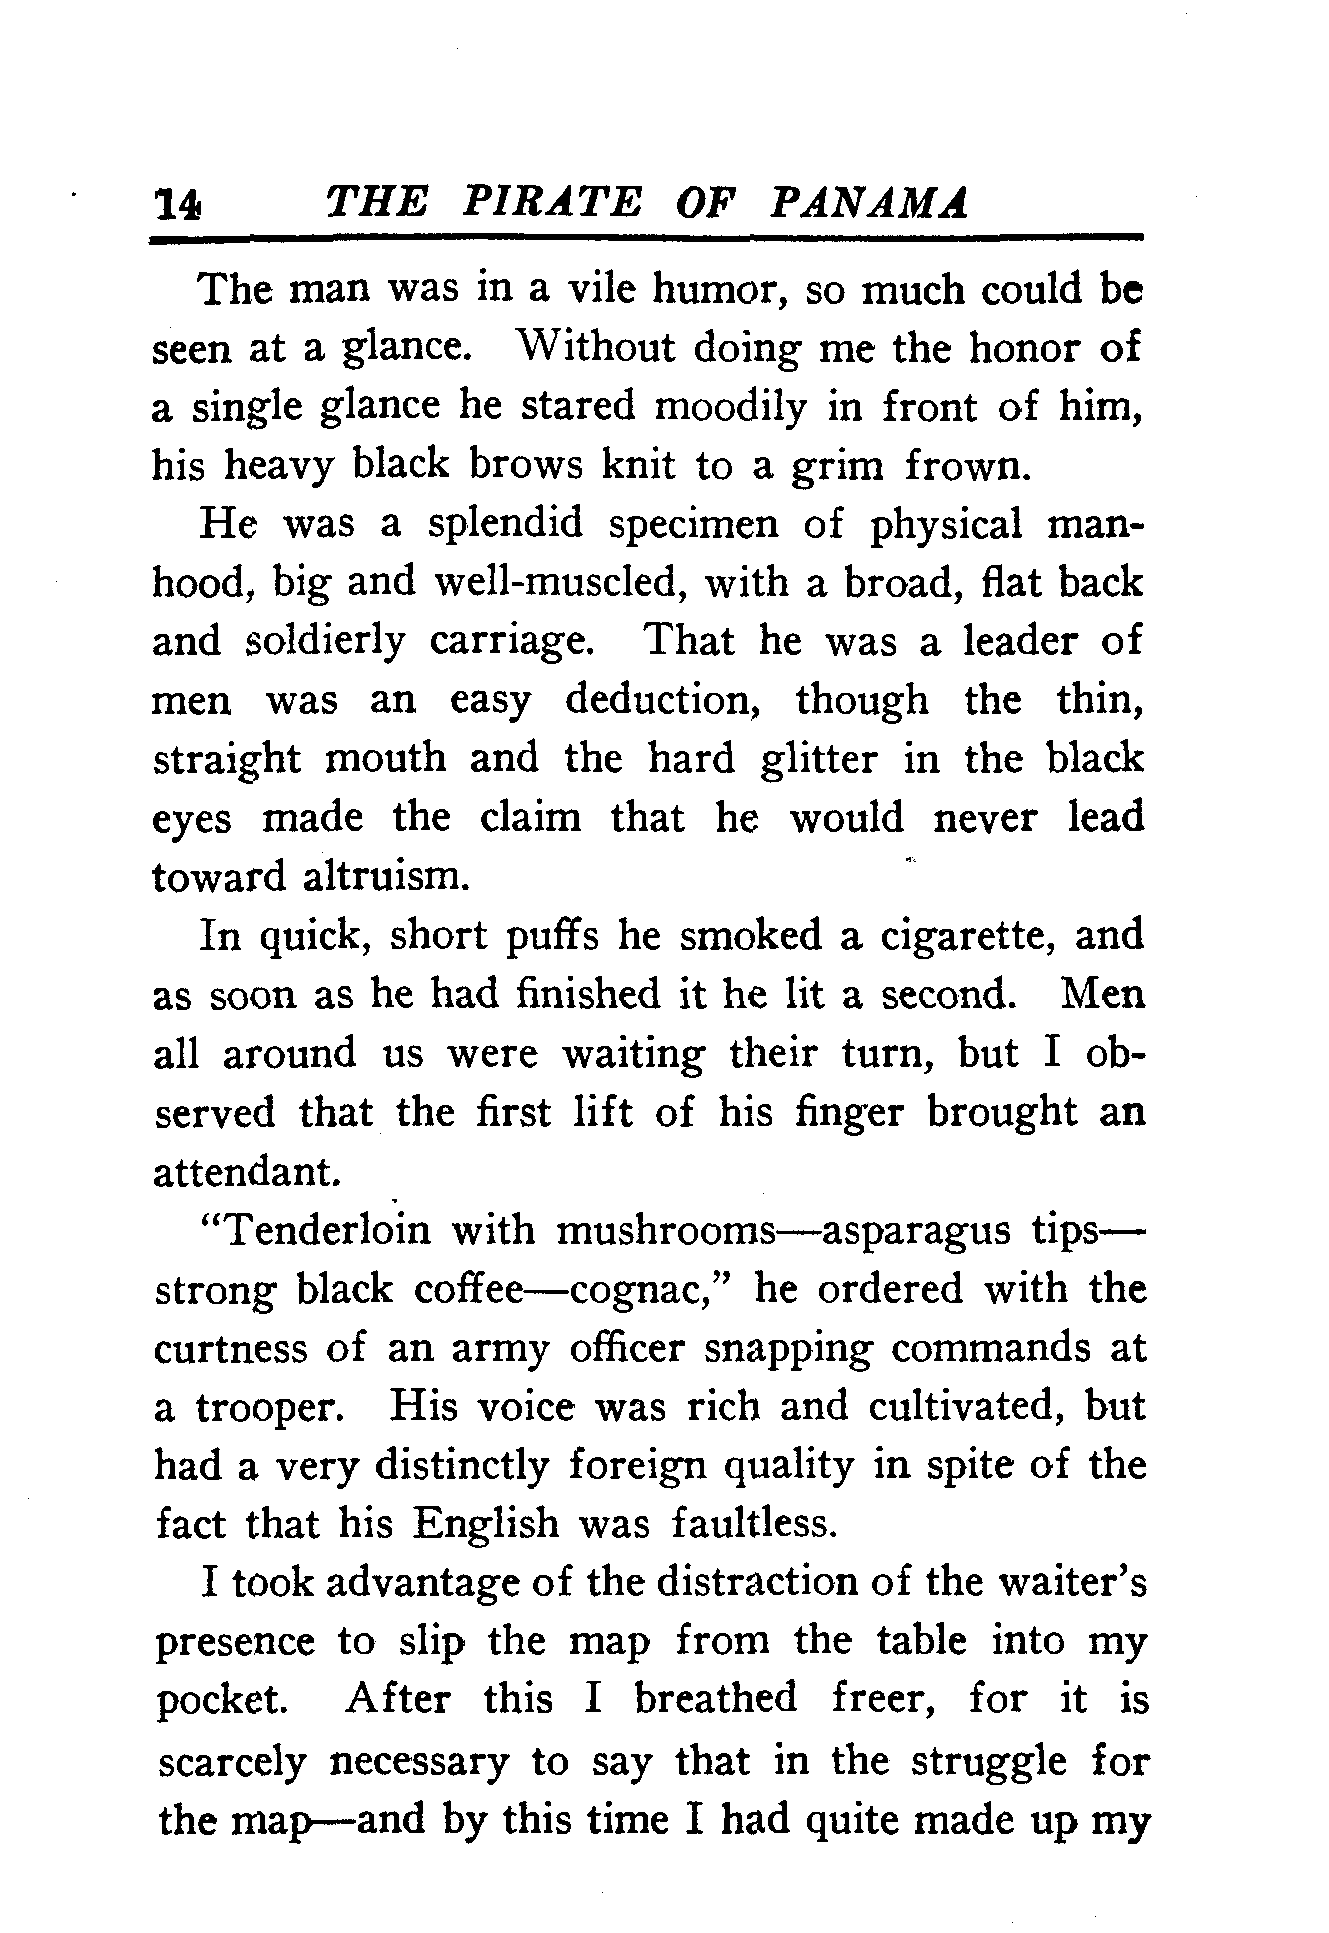 14 THE PIRATE OF PANAMA
The man was in a vile humor, so much could be
seen at a glance. Without doing me the honor of
a single glance he stared moodily in front of him,
his heavy black brows knit to a grim frown.
He was a splendid specimen of physical man-
hood, big and well-muscled, with a broad, flat back
and soldierly carriage. That he was a leader of
men was an easy deduction, though the thin,
straight mouth and the hard glitter in the black
eyes made the claim that he would never lead
toward altruism.
In quick, short puffs he smoked a cigarette, and
as soon as he had finished it he lit a second. Men
all around us were waiting their turn, but I ob-
served that the first lift of his finger brought an
attendant.
“Tenderloin with mushrooms—asparagus tips—
strong black coffee—cognac,” he ordered with the
curtness of an army officer snapping commands at
a trooper. His voice was rich and cultivated, but
had a very distinctly foreign quality in spite of the
fact that his English was faultless.
I took advantage of the distraction of the waiter’s
presence to slip the map from the table into my
pocket. After this I breathed freer, for it is
scarcely necessary to say that in the struggle for
the map—and by this time I had quite made up my